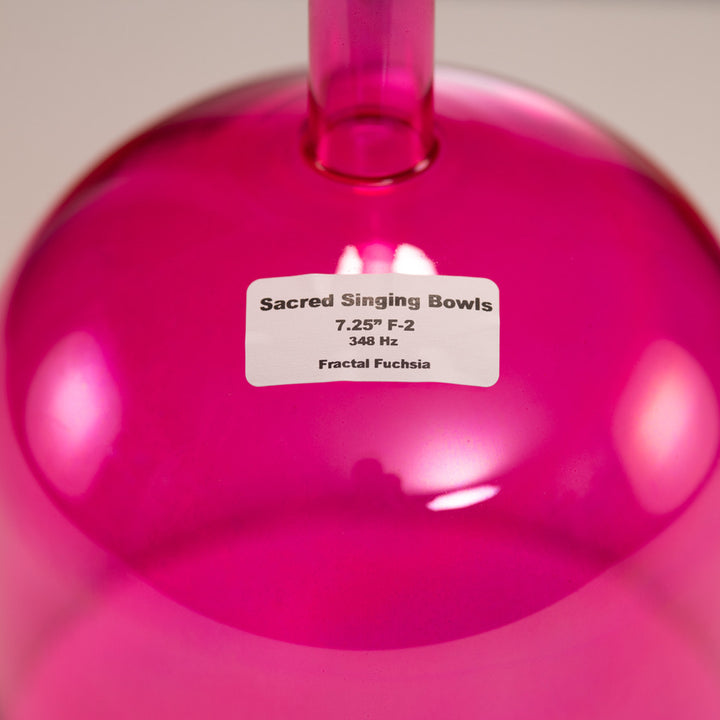 Sacred Singing Bowls
7.25” F-2
348 Hz
Fractal Fuchsia